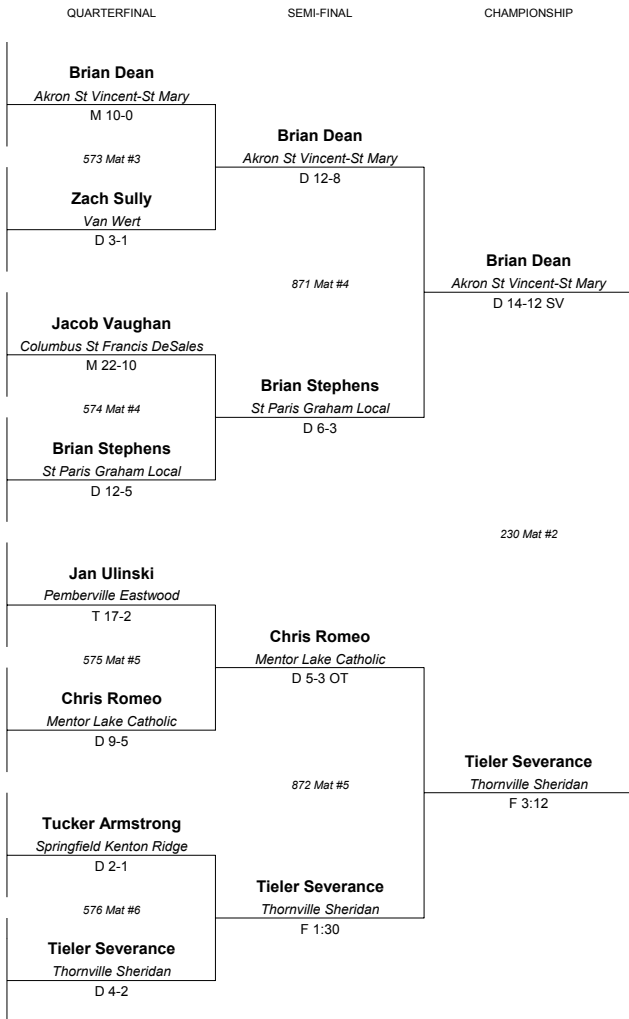 QUARTERFINAL SEMI-FINAL CHAMPIONSHIP
Brian Dean
Akron St Vincent-St Mary
M 10-0
573 Mat #3
Zach Sully
Van Wert
D 3-1
Brian Dean
Akron St Vincent-St Mary
D 12-8
871 Mat #4
Jacob Vaughan
Columbus St Francis DeSales
M 22-10
574 Mat #4
Brian Stephens
St Paris Graham Local
D 12-5
Brian Stephens
St Paris Graham Local
D 6-3
Brian Dean
Akron St Vincent-St Mary
D 14-12 SV
230 Mat #2
Jan Ulinski
Pemberville Eastwood
T 17-2
575 Mat #5
Chris Romeo
Mentor Lake Catholic
D 9-5
Chris Romeo
Mentor Lake Catholic
D 5-3 OT
872 Mat #5
Tucker Armstrong
Springfield Kenton Ridge
D 2-1
576 Mat #6
Tieler Severance
Thornville Sheridan
D 4-2
Tieler Severance
Thornville Sheridan
F 1:30
Tieler Severance
Thornville Sheridan
F 3:12